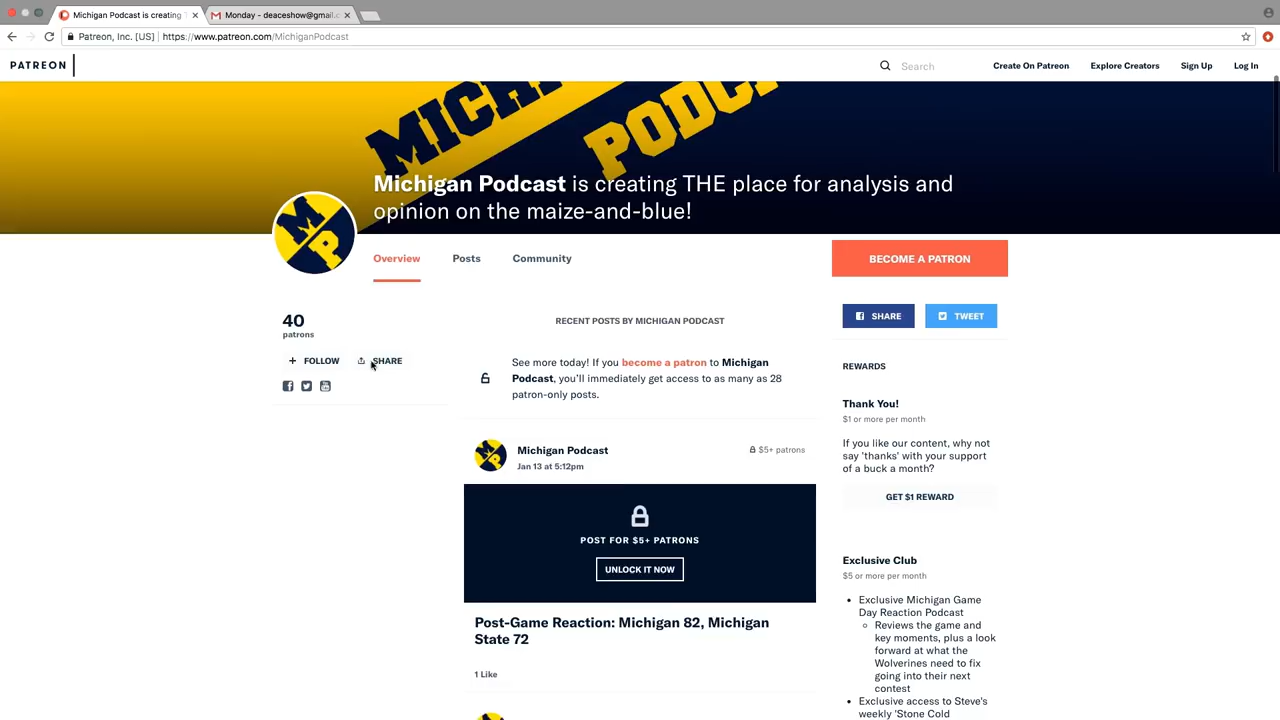 Michigan Podcast is creating T
Monday - deaceshow@gmail.c
Patreon, Inc. [US] | https://www.patreon.com/MichiganPodcast
PATREON
Search
Create On Patreon
Explore Creators
Sign Up
Log In
MICHI
PODC
Michigan Podcast is creating THE place for analysis and
opinion on the maize-and-blue!
M
P
Overview
Posts
Community
BECOME A PATRON
40
patrons
FOLLOW
SHARE
RECENT POSTS BY MICHIGAN PODCAST
See more today! If you become a patron to Michigan
Podcast, you'll immediately get access to as many as 28
patron-only posts.
Michigan Podcast
Jan 13 at 5:12pm
$5+ patrons
POST FOR $5+ PATRONS
UNLOCK IT NOW
Post-Game Reaction: Michigan 82, Michigan
State 72
1 Like
SHARE
TWEET
REWARDS
Thank You!
$1 or more per month
If you like our content, why not
say 'thanks' with your support
of a buck a month?
GET $1 REWARD
Exclusive Club
$5 or more per month
Exclusive Michigan Game
Day Reaction Podcast
Reviews the game and
key moments, plus a look
forward at what the
Wolverines need to fix
going into their next
contest
Exclusive access to Steve's
weekly 'Stone Cold